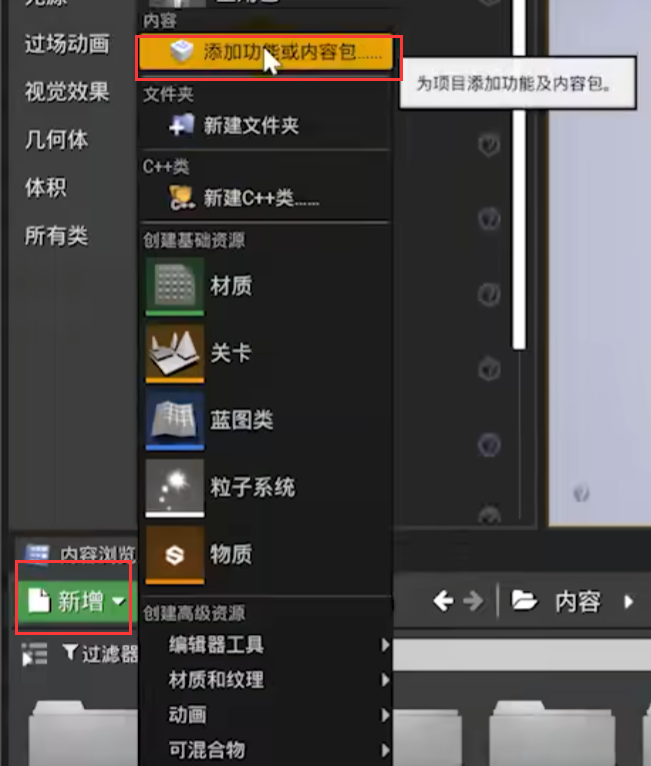 过场动画
视觉效果
几何体
体积
所有类
内容
添加功能或内容包......
为项目添加功能及内容包。
文件夹
新建文件夹
C++类
新建C++类......
创建基础资源
材质
关卡
蓝图类
粒子系统
物质
内容浏览
新增
内容
过滤器
创建高级资源
编辑器工具
材质和纹理
动画
可混合物